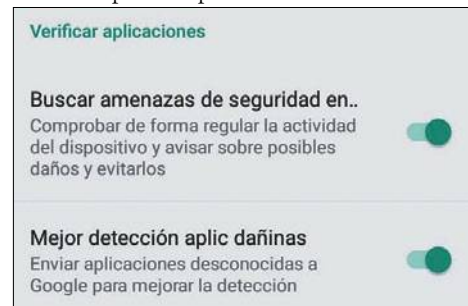 Verificar aplicaciones
Buscar amenazas de seguridad en..
Comprobar de forma regular la actividad
del dispositivo y avisar sobre posibles
daños y evitarlos
Mejor detección aplic dañinas
Enviar aplicaciones desconocidas a
Google para mejorar la detección